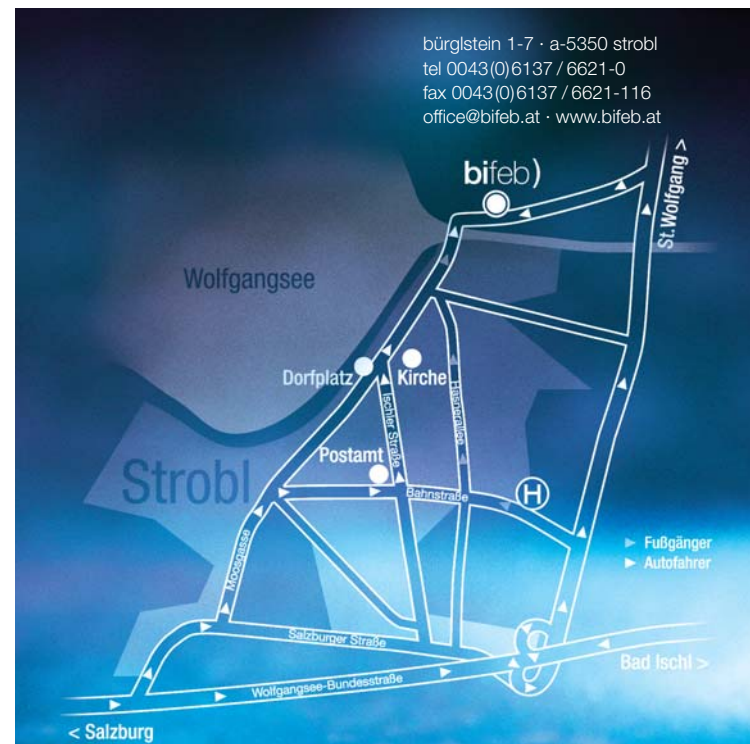 bürglstein 1-7 · a-5350 strobl
tel 0043(0)6137 / 6621-0
fax 0043(0)6137 / 6621-116
office@bifeb.at · www.bifeb.at
St.Wolfgang >
bifeb)
Wolfgangsee
Dorfplatz
Kirche
Hasnerallee
Ischler Straße
Postamt
Strobl
Bahnstraße
H
Moosgasse
Fußgänger
Autofahrer
Salzburger Straße
Bad Ischl >
Wolfgangsee-Bundesstraße
< Salzburg